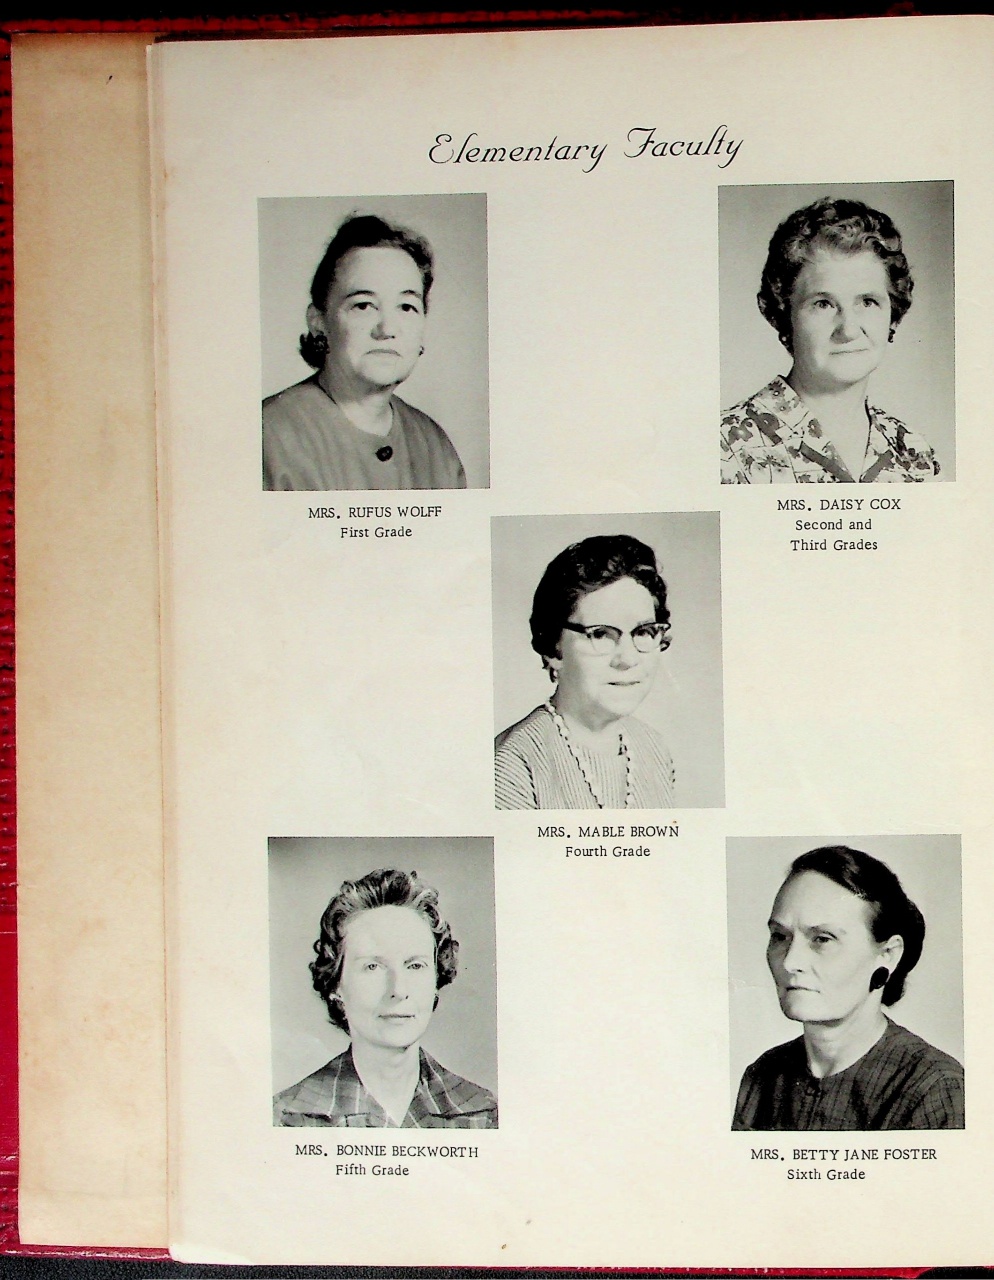 Elementary Faculty
MRS. RUFUS WOLFF
First Grade
MRS. DAISY COX
Second and
Third Grades
MRS. MABLE BROWN
Fourth Grade
MRS. BONNIE BECKWORTH
Fifth Grade
MRS. BETTY JANE FOSTER
Sixth Grade